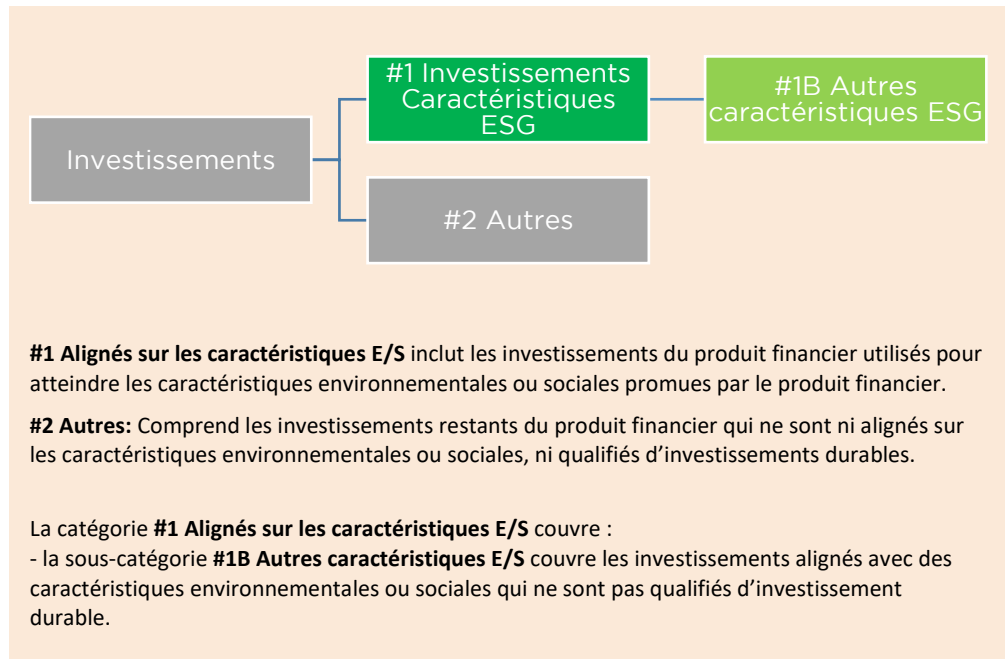 #1 Investissements
Caractéristiques
ESG
#1B Autres
caractéristiques ESG
Investissements
#2 Autres
#1 Alignés sur les caractéristiques E/S inclut les investissements du produit financier utilisés pour
atteindre les caractéristiques environnementales ou sociales promues par le produit financier.
#2 Autres: Comprend les investissements restants du produit financier qui ne sont ni alignés sur
les caractéristiques environnementales ou sociales, ni qualifiés d’investissements durables.
La catégorie #1 Alignés sur les caractéristiques E/S couvre :
- la sous-catégorie #1B Autres caractéristiques E/S couvre les investissements alignés avec des
caractéristiques environnementales ou sociales qui ne sont pas qualifiés d’investissement
durable.